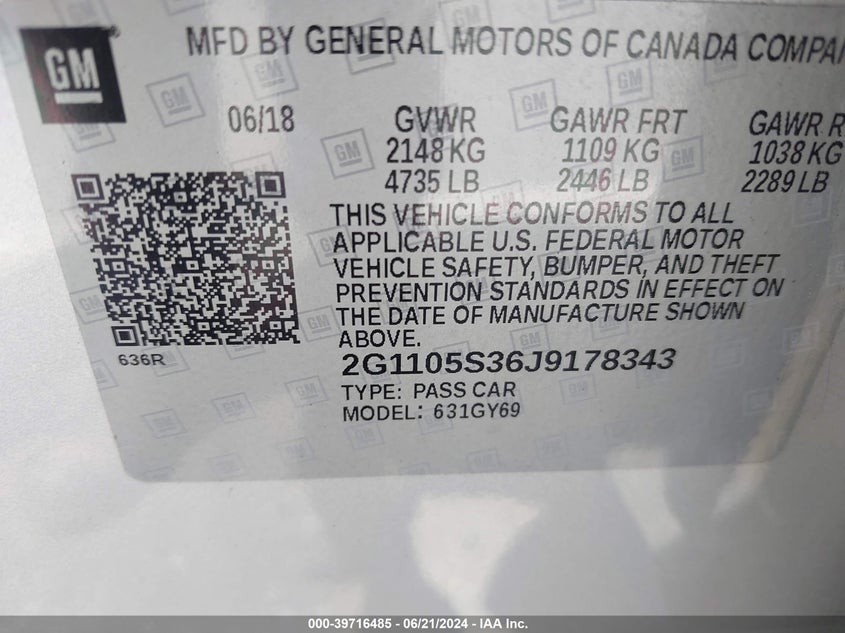 GM
MFD BY GENERAL MOTORS OF CANADA COMPA
06/18 GVWR GAWR FRT GAWR R
2148 KG 1109 KG 1038 KG
4735 LB 2446 LB 2289 LB
THIS VEHICLE CONFORMS TO ALL
APPLICABLE U.S. FEDERAL MOTOR
VEHICLE SAFETY, BUMPER, AND THEFT
PREVENTION STANDARDS IN EFFECT ON
THE DATE OF MANUFACTURE SHOWN
ABOVE.
636R
2G1105S36J9178343
TYPE: PASS CAR
MODEL: 631GY69
000-39716485 - 06/21/2024 - IAA Inc.